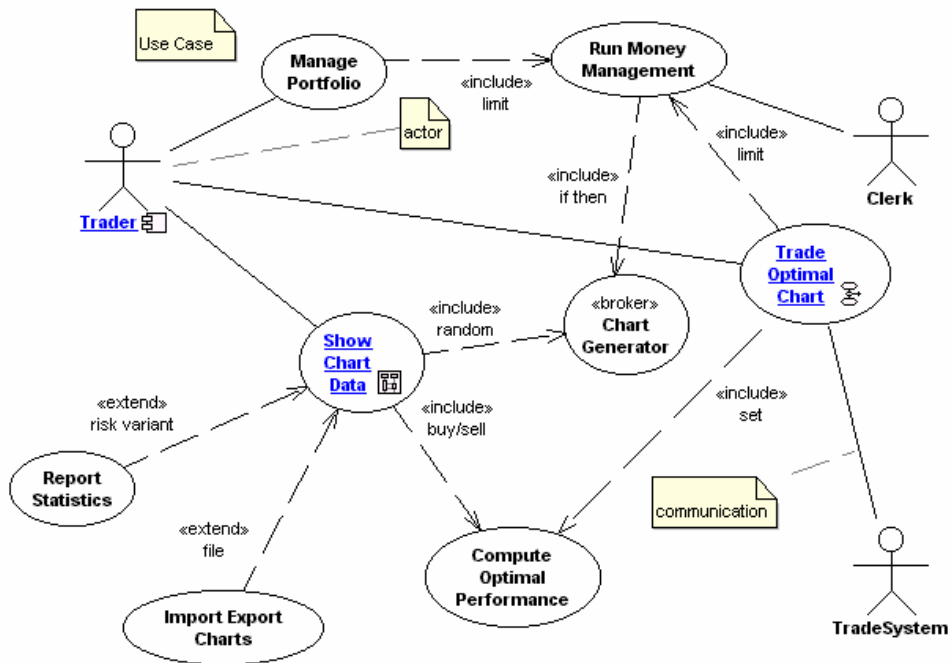 Use Case
Manage
Portfolio
«include»
limit
Run Money
Management
actor
«include»
limit
Clerk
«include»
if then
Trader
Trade
Optimal
Chart
«broker»
Chart
Generator
«include»
random
Show
Chart
Data
«extend»
risk variant
«include»
buy/sell
«include»
set
Report
Statistics
communication
«extend»
file
Compute
Optimal
Performance
Import Export
Charts
TradeSystem